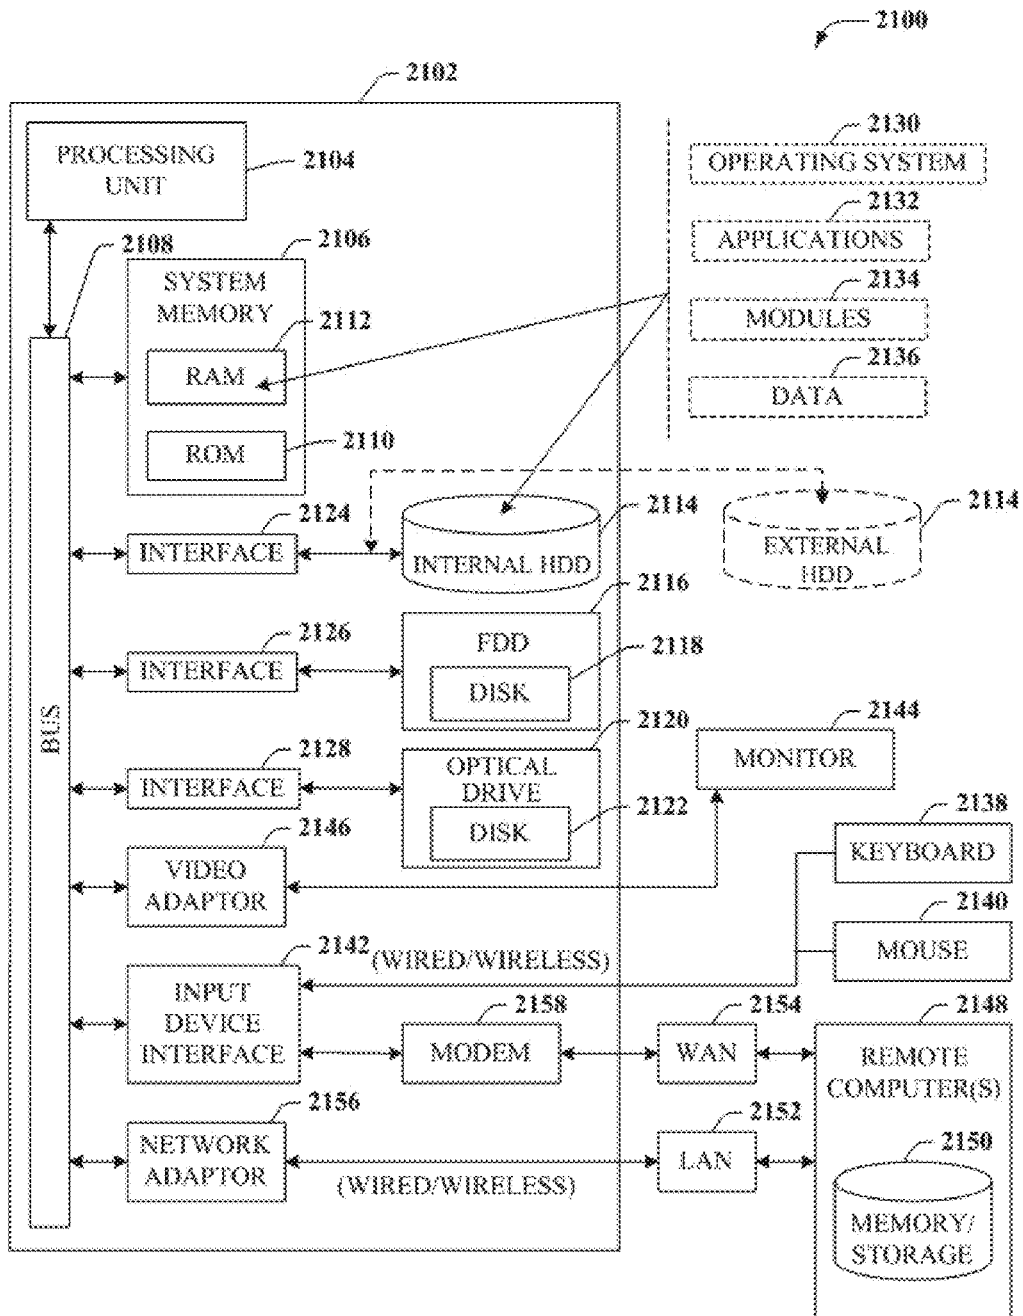 2100
2102
PROCESSING
UNIT
2104
2130
OPERATING SYSTEM
2132
APPLICATIONS
2134
MODULES
2136
DATA
2108
2106
SYSTEM
MEMORY
2112
RAM
2110
ROM
2124
INTERFACE
2114
INTERNAL HDD
2114
EXTERNAL
HDD
2116
2126
INTERFACE
FDD
2118
DISK
BUS
2120
2128
INTERFACE
OPTICAL
DRIVE
2122
DISK
2144
MONITOR
2146
VIDEO
ADAPTOR
2138
KEYBOARD
2140
MOUSE
2142
(WIRED/WIRELESS)
INPUT
DEVICE
INTERFACE
2158
MODEM
2154
WAN
2148
REMOTE
COMPUTER(S)
2156
NETWORK
ADAPTOR
(WIRED/WIRELESS)
2152
LAN
2150
MEMORY/
STORAGE